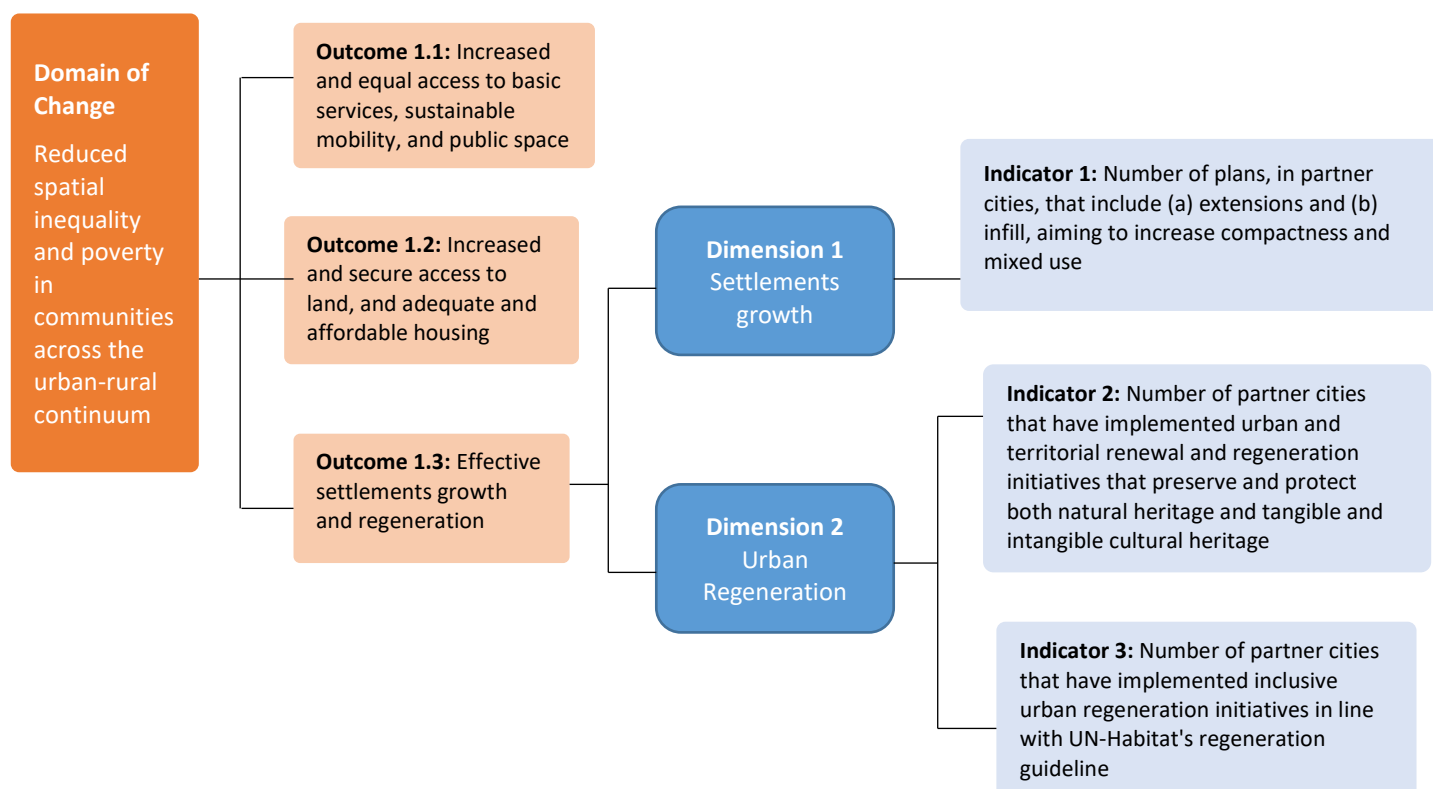 Domain of
Change
Reduced
spatial
inequality
and poverty
in
communities
across the
urban-rural
continuum
Outcome 1.1: Increased
and equal access to basic
services, sustainable
mobility, and public space
Outcome 1.2: Increased
and secure access to
land, and adequate and
affordable housing
Outcome 1.3: Effective
settlements growth
and regeneration
Dimension 1
Settlements
growth
Dimension 2
Urban
Regeneration
Indicator 1: Number of plans, in partner
cities, that include (a) extensions and (b)
infill, aiming to increase compactness and
mixed use
Indicator 2: Number of partner cities
that have implemented urban and
territorial renewal and regeneration
initiatives that preserve and protect
both natural heritage and tangible and
intangible cultural heritage
Indicator 3: Number of partner cities
that have implemented inclusive
urban regeneration initiatives in line
with UN-Habitat's regeneration
guideline